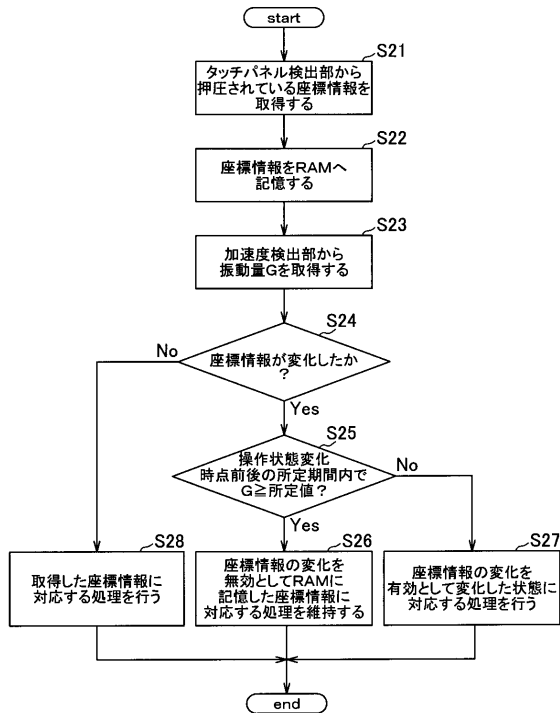 start
S21
タッチパネル検出部から
押圧されている座標情報を
取得する
S22
座標情報をRAMへ
記憶する
S23
加速度検出部から
振動量Gを取得する
S24
No
座標情報が変化したか
?
Yes
S25
操作状態変化
時点前後の所定期間内で
G≧所定値?
No
Yes
S28
取得した座標情報に
対応する処理を行う
S26
座標情報の変化を
無効としてRAMに
記憶した座標情報に
対応する処理を維持する
S27
座標情報の変化を
有効として変化した状態に
対応する処理を行う
end